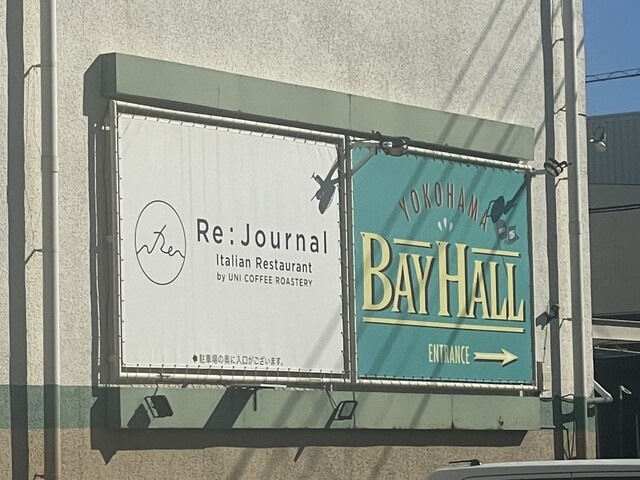 Re
Re:Journal
Italian Restaurant
by UNI COFFEE ROASTERY
駐車場の奥に入口がございます。
YOKOHAMA
BAY HALL
ENTRANCE